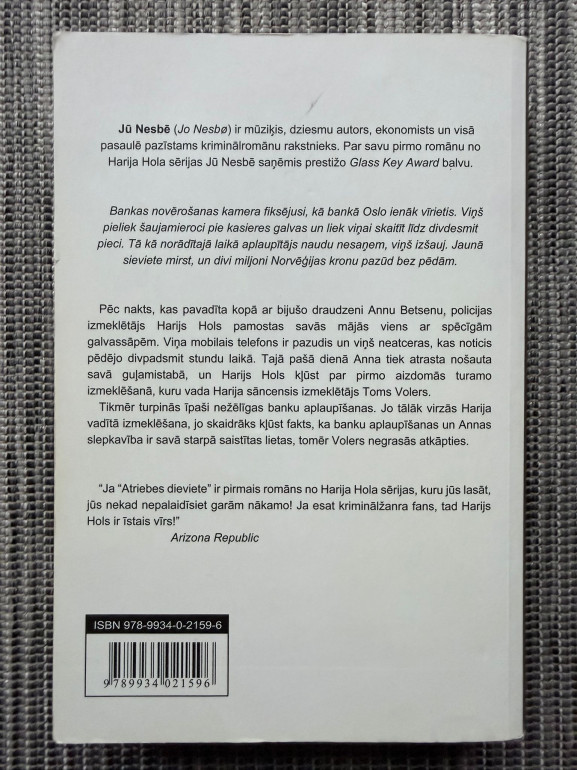 Jū Nesbē (Jo Nesbø) ir mūziķis, dziesmu autors, ekonomists un visā
pasaulē pazīstams kriminālromānu rakstnieks. Par savu pirmo romānu no
Harija Hola sērijas Jū Nesbē saņēmis prestižo Glass Key Award balvu.
Bankas novērošanas kamera fiksējusi, kā bankā Oslo ienāk vīrietis. Viņš
pieliek šaujamieroci pie kasieres galvas un liek viņai skaitīt līdz divdesmit
pieci. Tā kā norādītajā laikā aplaupītājs naudu nesaņem, viņš izšauj. Jaunā
sieviete mirst, un divi miljoni Norvēģijas kronu pazūd bez pēdām.
Pēc nakts, kas pavadīta kopā ar bijušo draudzeni Annu Betsenu, policijas
izmeklētājs Harijs Hols pamostas savās mājās viens ar spēcīgām
galvassāpēm. Viņa mobilais telefons ir pazudis un viņš neatceras, kas noticis
pēdējo divpadsmit stundu laikā. Tajā pašā dienā Anna tiek atrasta nošauta
savā guļamistabā, un Harijs Hols kļūst par pirmo aizdomās turamo
izmeklēšanā, kuru vada Harija sāncensis izmeklētājs Toms Volers.
Tikmēr turpinās īpaši nežēlīgas banku aplaupīšanas. Jo tālāk virzās Harija
vadītā izmeklēšana, jo skaidrāks kļūst fakts, ka banku aplaupīšanas un Annas
slepkavība ir savā starpā saistītas lietas, tomēr Volers negrasās atkāpties.
“Ja “Atriebes dieviete” ir pirmais romāns no Harija Hola sērijas, kuru jūs lasāt,
jūs nekad nepalaidīsiet garām nākamo! Ja esat kriminālžanra fans, tad Harijs
Hols ir īstais vīrs!”
Arizona Republic
ISBN 978-9934-0-2159-6
9 789934 021596